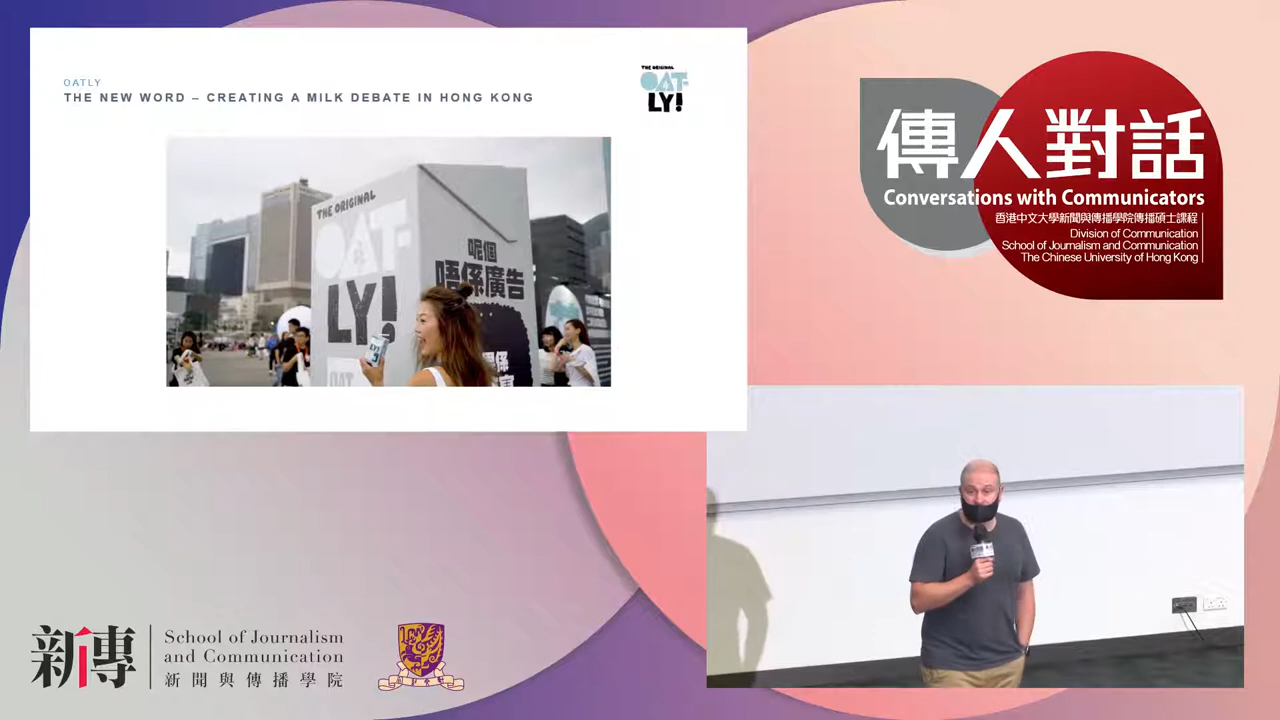 OATLY
THE NEW WORD – CREATING A MILK DEBATE IN HONG KONG
THE ORIGINAL
OAT-
LY!
THE ORIGINAL
OAT-
LY!
呢個
唔係廣告
傳人對話
Conversations with Communicators
香港中文大學新聞與傳播學院傳播碩士課程
Division of Communication
School of Journalism and Communication
The Chinese University of Hong Kong
新傳
School of Journalism
and Communication
新聞與傳播學院